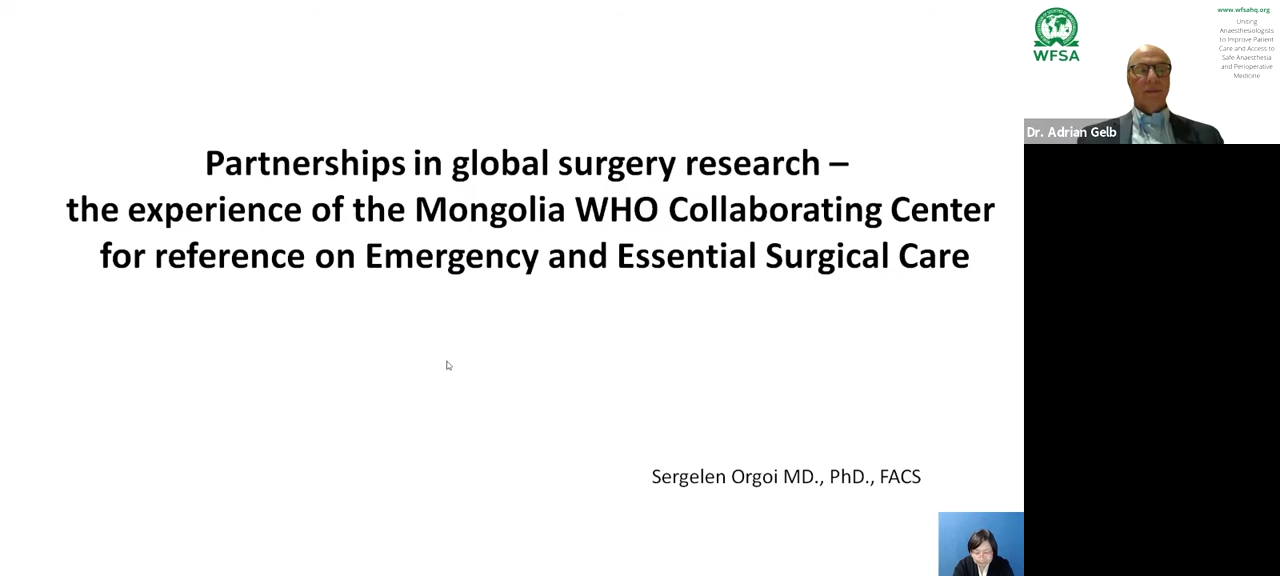 Partnerships in global surgery research –
the experience of the Mongolia WHO Collaborating Center
for reference on Emergency and Essential Surgical Care
Sergelen Orgoi MD., PhD., FACS
WFSA
www.wfsahq.org
Uniting
Anaesthesiologists
to Improve Patient
Care and Access to
Safe Anaesthesia
and Perioperative
Medicine
Dr. Adrian Gelb